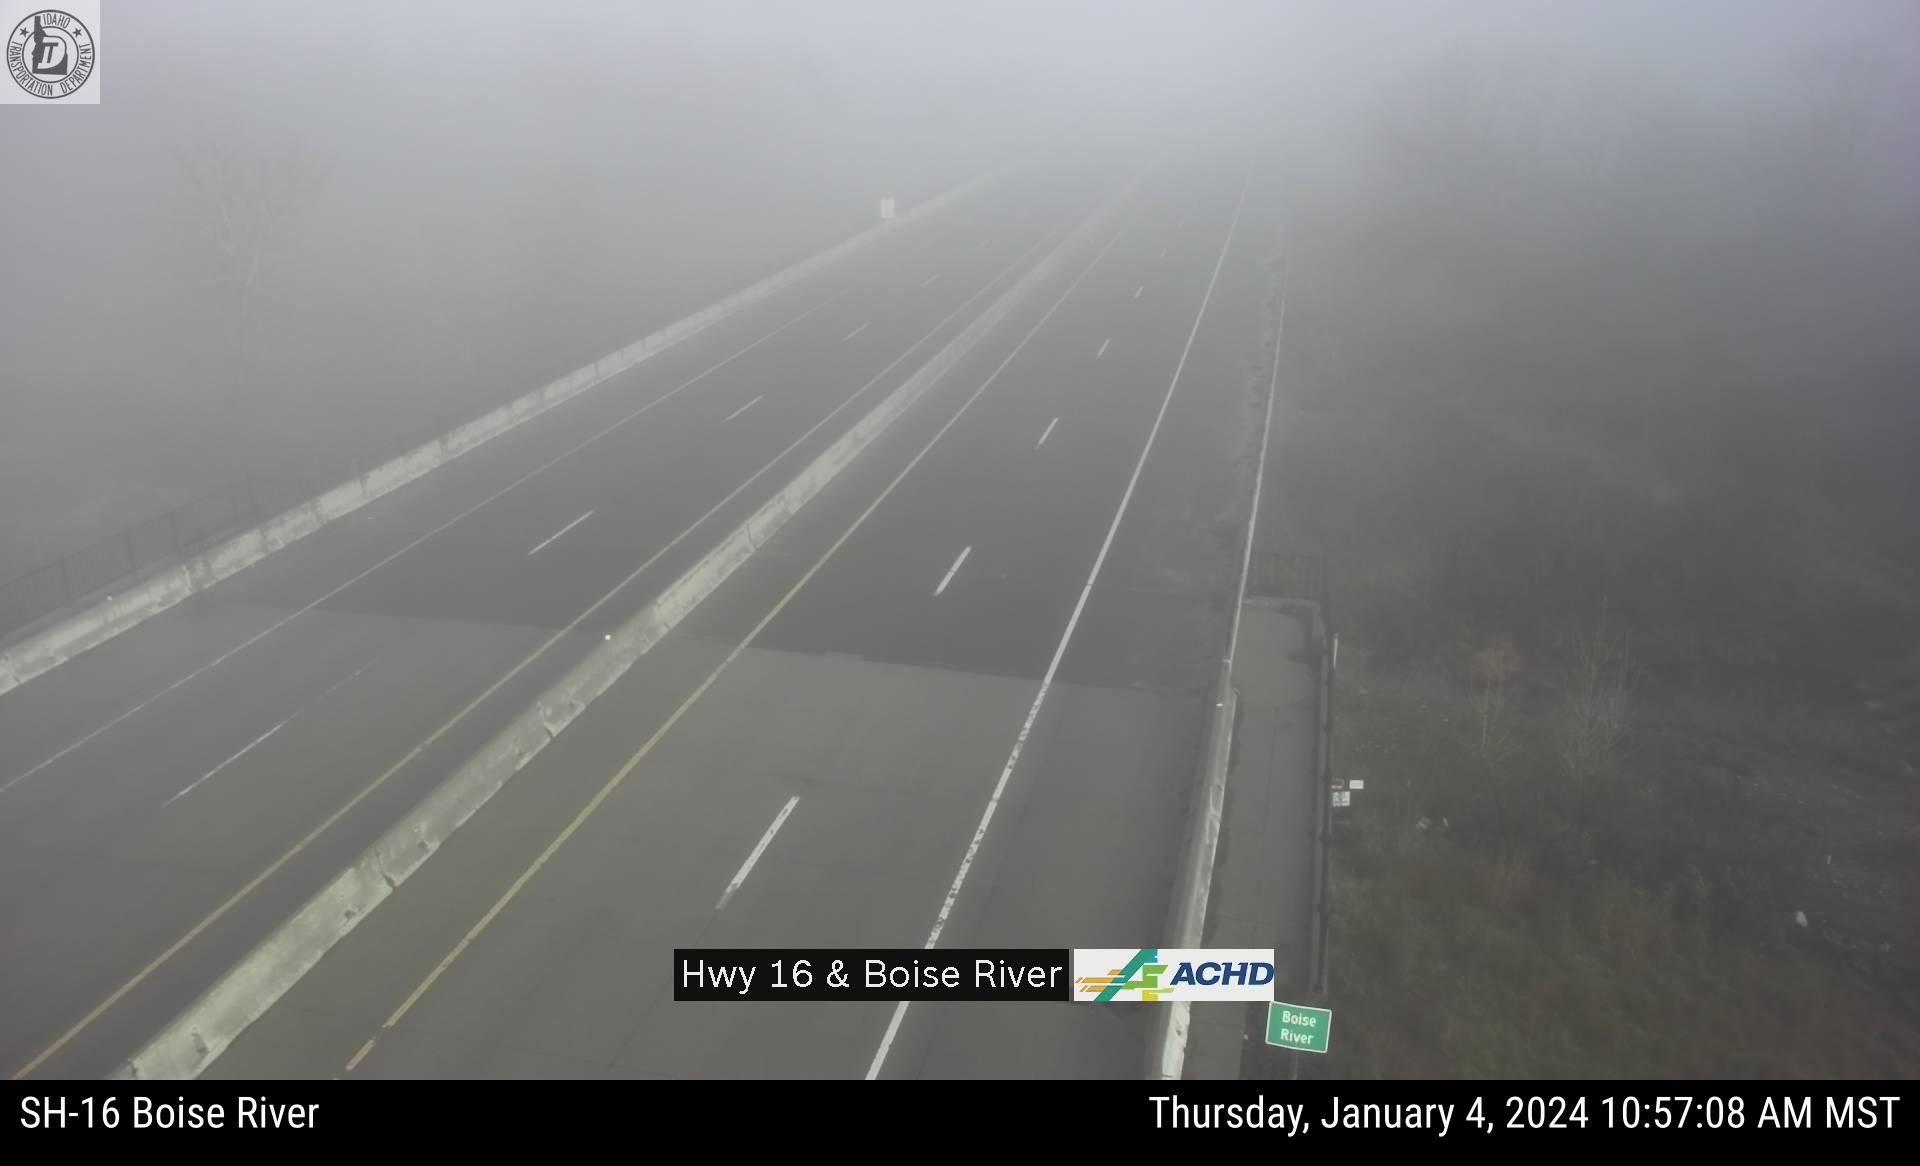 IDAHO
TRANSPORTATION DEPARTMENT
Hwy 16 & Boise River
ACHD
Boise
River
SH-16 Boise River
Thursday, January 4, 2024 10:57:08 AM MST